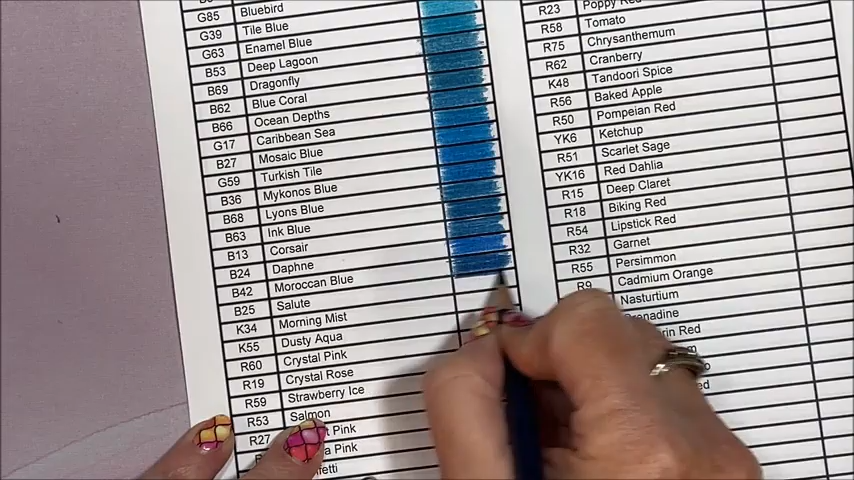 G85 Bluebird
G39 Tile Blue
G63 Enamel Blue
B53 Deep Lagoon
B69 Dragonfly
B62 Blue Coral
B66 Ocean Depths
G17 Caribbean Sea
B27 Mosaic Blue
G59 Turkish Tile
B36 Mykonos Blue
B68 Lyons Blue
B63 Ink Blue
B13 Corsair
B24 Daphne
B42 Moroccan Blue
B25 Salute
K34 Morning Mist
K55 Dusty Aqua
R60 Crystal Pink
R19 Crystal Rose
R59 Strawberry Ice
R53 Salmon
R27 Pink
Pink
R23 Poppy Red
R58 Tomato
R75 Chrysanthemum
R62 Cranberry
K48 Tandoori Spice
R56 Baked Apple
R50 Pompeian Red
YK6 Ketchup
R51 Scarlet Sage
YK16 Red Dahlia
R15 Deep Claret
R18 Biking Red
R54 Lipstick Red
R32 Garnet
R55 Persimmon
R9 Cadmium Orange
Nasturtium
Red